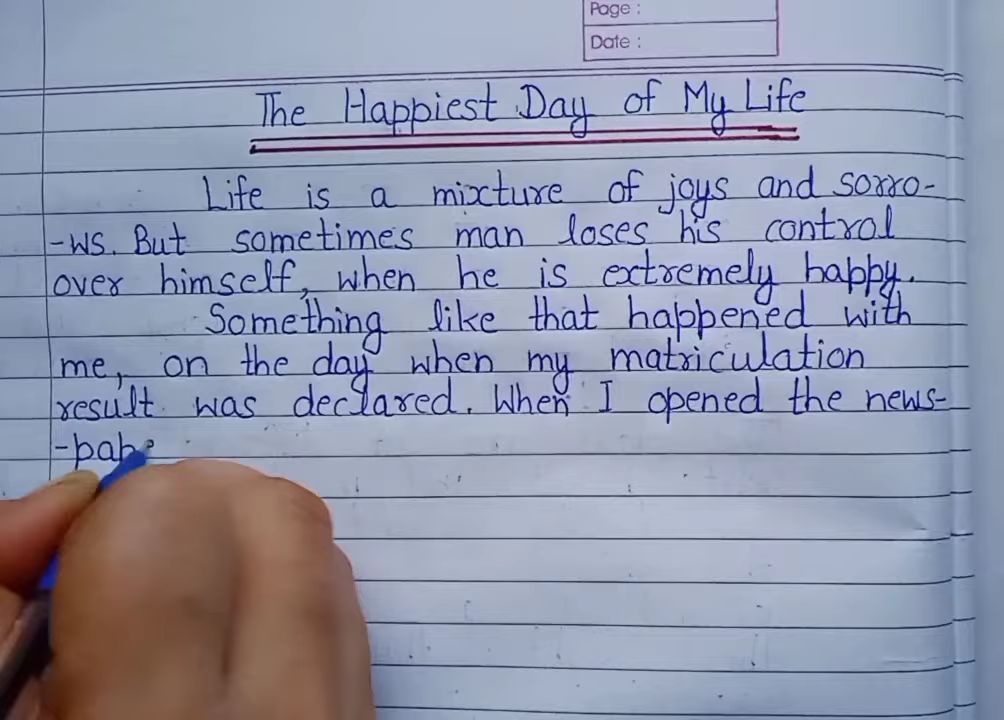 Page :
Date :
The Happiest Day of My Life
Life is a mixture of joys and sorro-
-ws. But sometimes man loses his control
over himself, when he is extremely happy.
Something like that happened with
me, on the day when my matriculation
result was declared. When I opened the news-
-pape